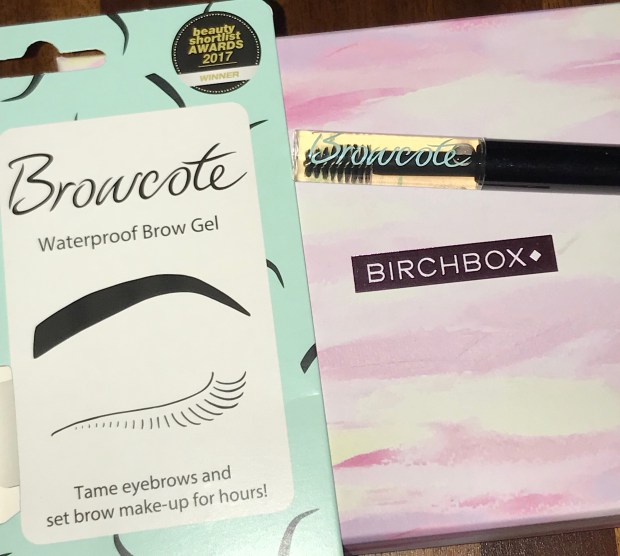 beauty
shortlist
AWARDS
2017
WINNER
Browcote
Waterproof Brow Gel
Tame eyebrows and
set brow make-up for hours!
Browcote
BIRCHBOX